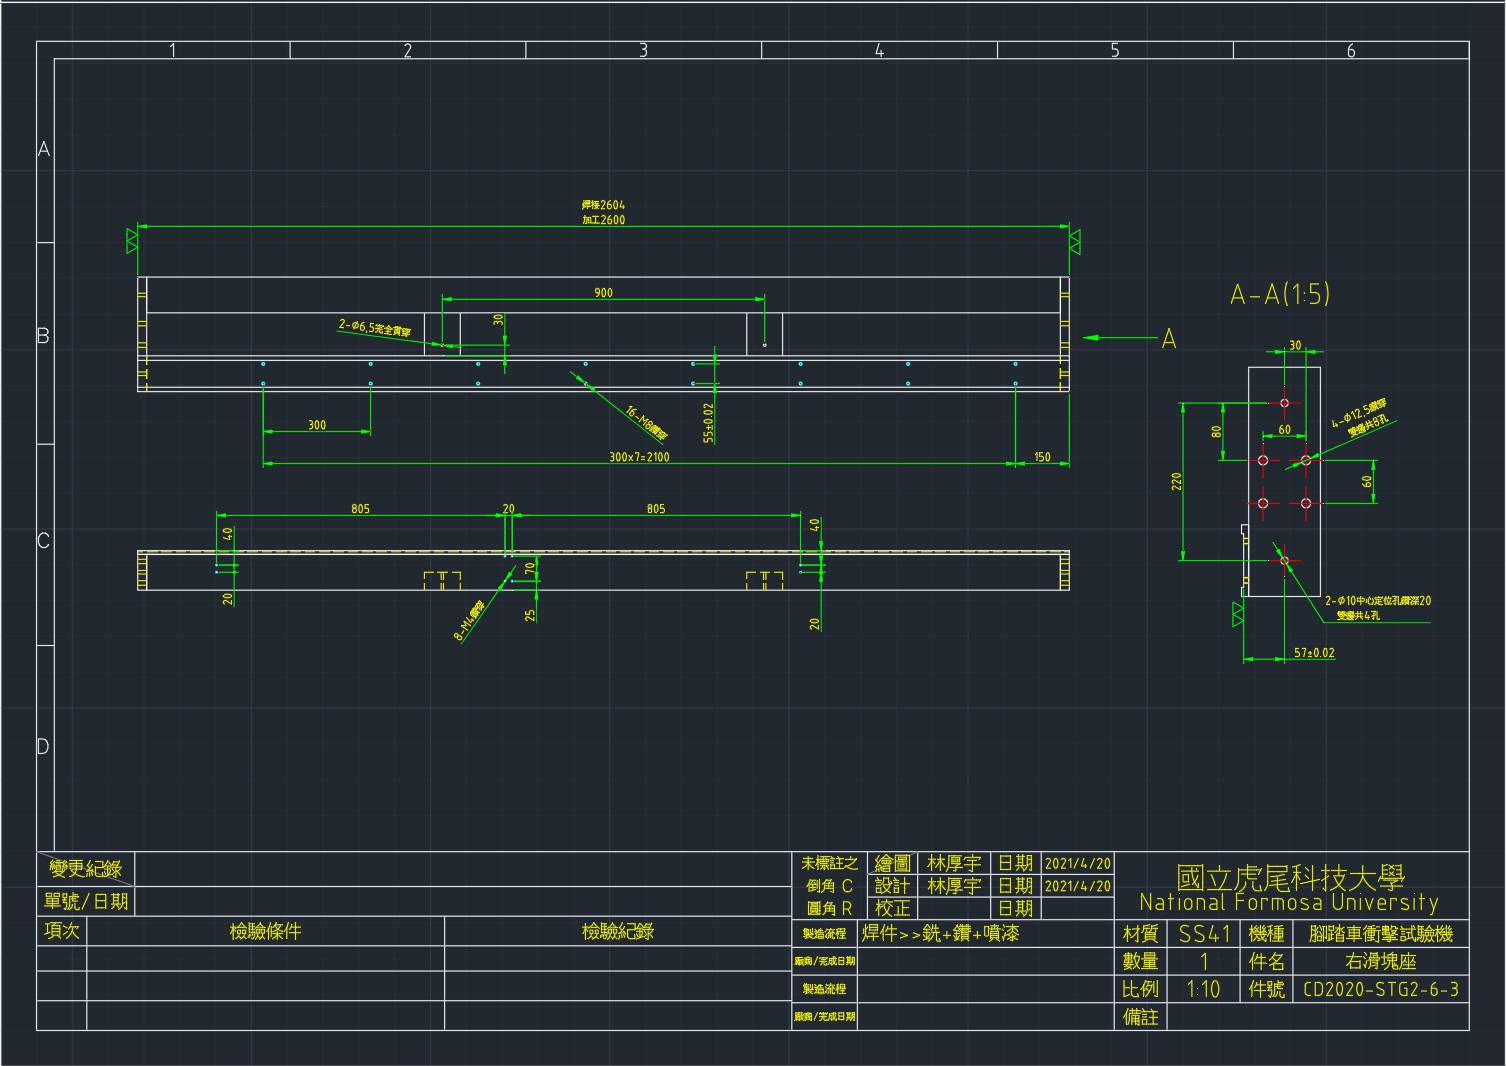 1 2 3 4 5 6
A
B
C
D
焊接2604
加工2600
900
30
2-Ø6,5完全貫穿
A
300
16-M8鑽穿
55±0.02
300x7=2100
150
A-A(1:5)
30
80
60
4-Ø12,5鑽穿
雙邊共8孔
220
60
2-Ø10中心定位孔鑽深20
雙邊共4孔
57±0.02
805
20
805
40
20
70
25
8-M4鑽穿
40
20
變更紀錄
單號/日期
項次 檢驗條件 檢驗紀錄
未標註之 繪圖 林厚宇 日期 2021/4/20
倒角 C 設計 林厚宇 日期 2021/4/20
圓角 R 校正 日期
國立虎尾科技大學
National Formosa University
製造流程 焊件>>銑+鑽+噴漆
廠商/完成日期
製造流程
廠商/完成日期
材質 SS41 機種 腳踏車衝擊試驗機
數量 1 件名 右滑塊座
比例 1:10 件號 CD2020-STG2-6-3
備註